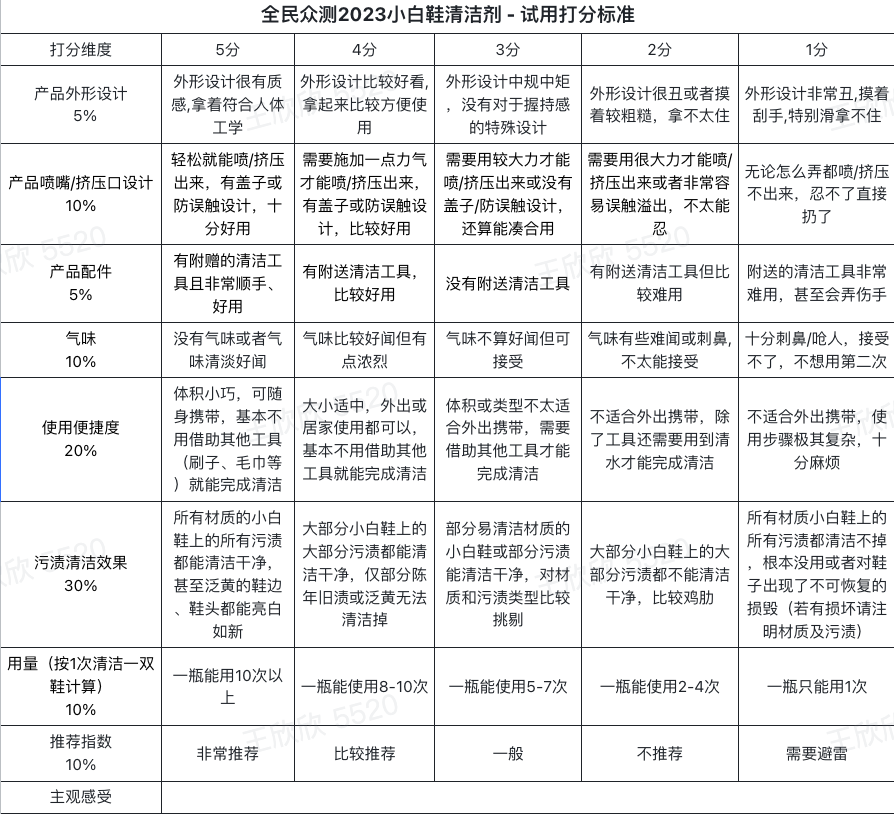 全民众测2023小白鞋清洁剂 - 试用打分标准
打分维度
5分
4分
3分
2分
1分
产品外形设计
5%
外形设计很有质
感,拿着符合人体
工学
外形设计比较好看,
拿起来比较方便使
用
外形设计中规中矩
，没有对于握持感
的特殊设计
外形设计很丑或者摸
着较粗糙，拿不太住
外形设计非常丑,摸着
刮手,特别滑拿不住
产品喷嘴/挤压口设计
10%
轻松就能喷/挤压
出来，有盖子或
防误触设计，十
分好用
需要施加一点力气
才能喷/挤压出来，
有盖子或防误触设
计，比较好用
需要用较大力才能
喷/挤压出来或没有
盖子/防误触设计，
还算能凑合用
需要用很大力才能喷/
挤压出来或者非常容
易误触溢出，不太能
忍
无论怎么弄都喷/挤压
不出来，忍不了直接
扔了
产品配件
5%
有附赠的清洁工
具且非常顺手、
好用
有附送清洁工具，
比较好用
没有附送清洁工具
有附送清洁工具但比
较难用
附送的清洁工具非常
难用，甚至会弄伤手
气味
10%
没有气味或者气
味清淡好闻
气味比较好闻但有
点浓烈
气味不算好闻但可
接受
气味有些难闻或刺鼻,
不太能接受
十分刺鼻/呛人，接受
不了，不想用第二次
使用便捷度
20%
体积小巧，可随
身携带，基本不
用借助其他工具
（刷子、毛巾等
）就能完成清洁
大小适中，外出或
居家使用都可以，
基本不用借助其他
工具就能完成清洁
体积或类型不太适
合外出携带，需要
借助其他工具才能
完成清洁
不适合外出携带，除
了工具还需要用到清
水才能完成清洁
不适合外出携带，使
用步骤极其复杂，十
分麻烦
污渍清洁效果
30%
所有材质的小白
鞋上的所有污渍
都能清洁干净，
甚至泛黄的鞋边
、鞋头都能亮白
如新
大部分小白鞋上的
大部分污渍都能清
洁干净，仅部分陈
年旧渍或泛黄无法
清洁掉
部分易清洁材质的
小白鞋或部分污渍
能清洁干净，对材
质和污渍类型比较
挑剔
大部分小白鞋上的大
部分污渍都不能清洁
干净，比较鸡肋
所有材质小白鞋上的
所有污渍都清洁不掉
，根本没用或者对鞋
子出现了不可恢复的
损毁（若有损坏请注
明材质及污渍）
用量（按1次清洁一双
鞋计算）
10%
一瓶能用10次以
上
一瓶能使用8-10次
一瓶能使用5-7次
一瓶能使用2-4次
一瓶只能用1次
推荐指数
10%
非常推荐
比较推荐
一般
不推荐
需要避雷
主观感受
王欣欣 5520